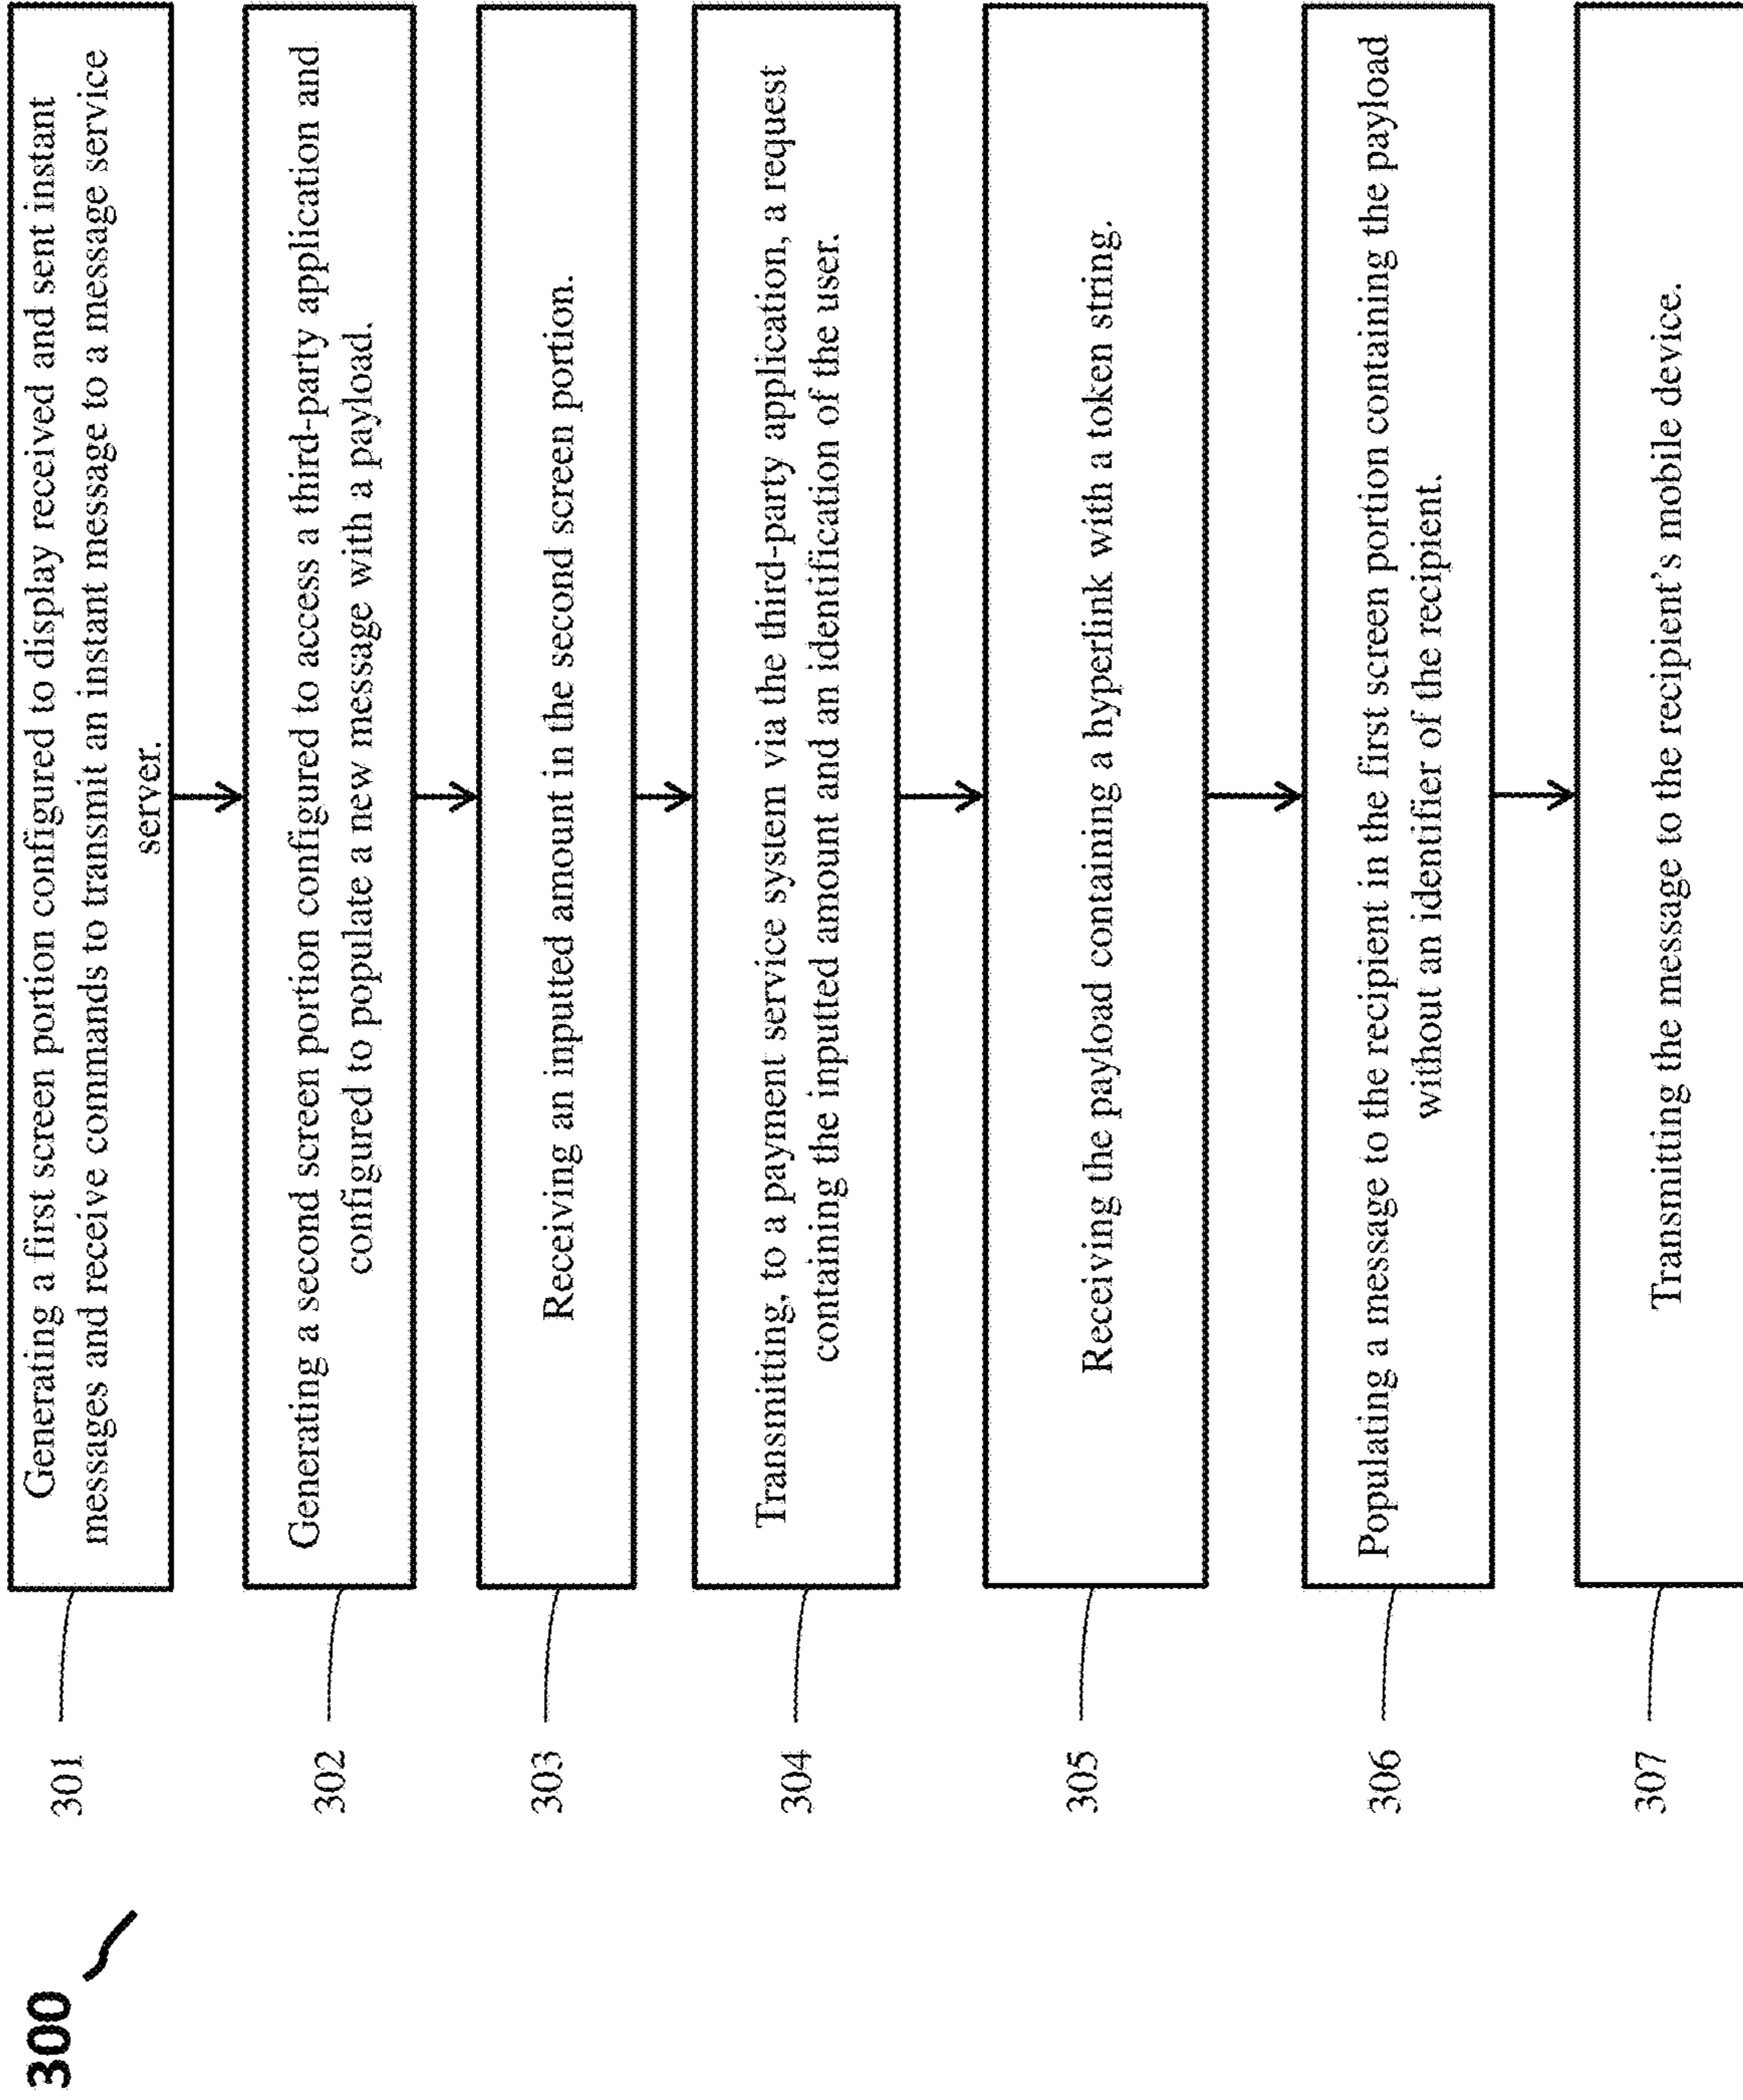 300
301
Generating a first screen portion configured to display received and sent instant
messages and receive commands to transmit an instant message to a message service
server.
302
Generating a second screen portion configured to access a third-party application and
configured to populate a new message with a payload.
303
Receiving an inputted amount in the second screen portion.
304
Transmitting, to a payment service system via the third-party application, a request
containing the inputted amount and an identification of the user.
305
Receiving the payload containing a hyperlink with a token string.
306
Populating a message to the recipient in the first screen portion containing the payload
without an identifier of the recipient.
307
Transmitting the message to the recipient's mobile device.